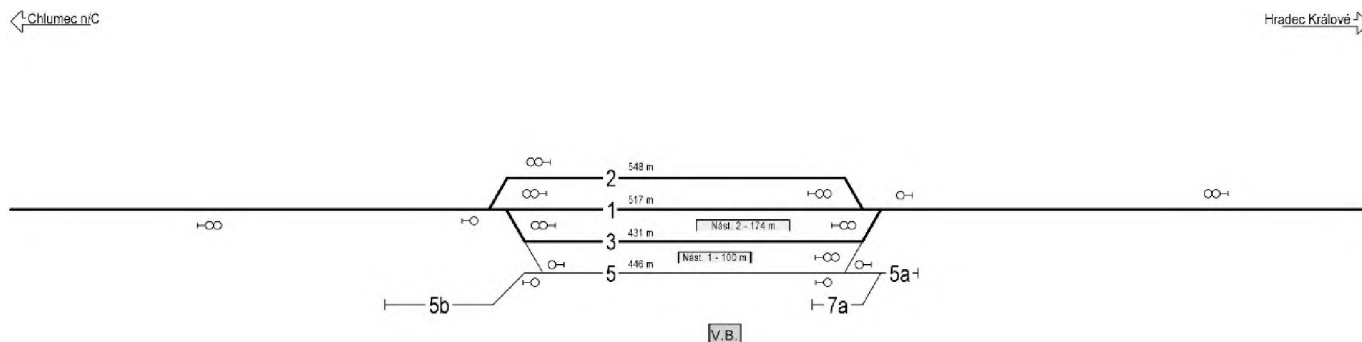 Chlumec n/C
Hradec Králové
548 m
2
517 m
1
Nást. 2 - 174 m
431 m
3
Nást. 1 - 100 m
446 m
5
5a
5b
7a
V.B.